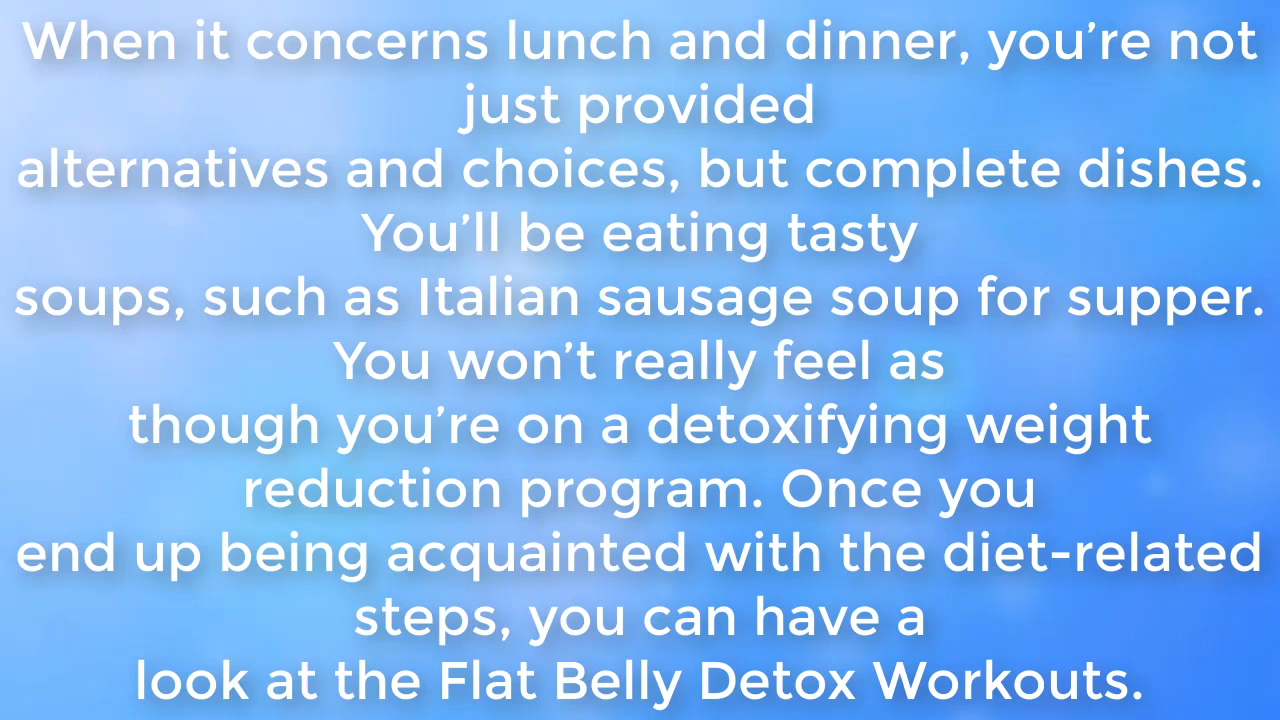 When it concerns lunch and dinner, you’re not
just provided
alternatives and choices, but complete dishes.
You’ll be eating tasty
soups, such as Italian sausage soup for supper.
You won’t really feel as
though you’re on a detoxifying weight
reduction program. Once you
end up being acquainted with the diet-related
steps, you can have a
look at the Flat Belly Detox Workouts.